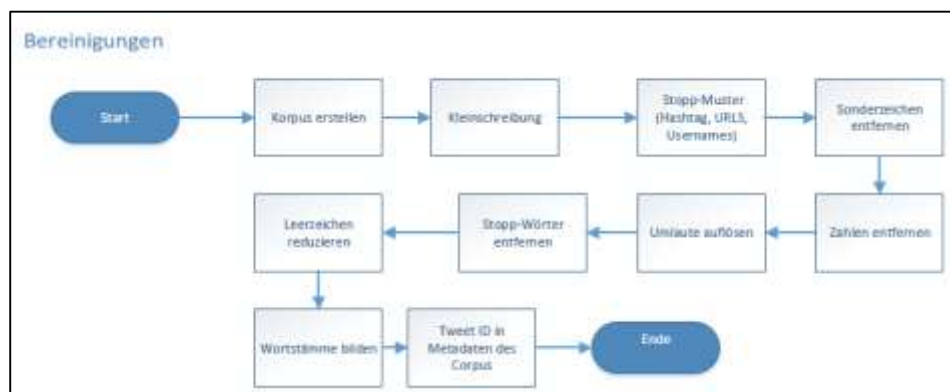 Bereinigungen
Start
Korpus erstellen
Kleinschreibung
Stopp-Muster
(Hashtag, URLS,
Usernames)
Sonderzeichen
entfernen
Zahlen entfernen
Umlaute auflösen
Stopp-Wörter
entfernen
Leerzeichen
reduzieren
Wortstämme bilden
Tweet ID in
Metadaten des
Corpus
Ende